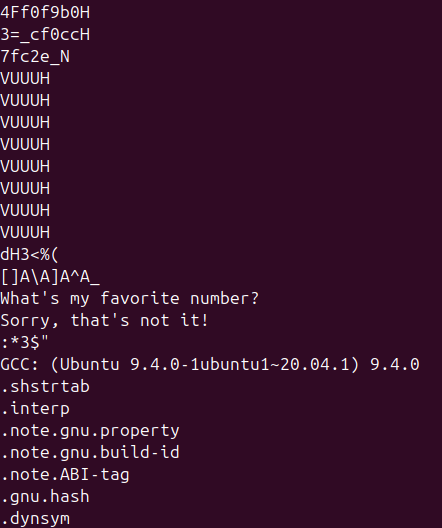 4Ff0f9b0H
3=_cf0ccH
7fc2e_N
VUUUH
VUUUH
VUUUH
VUUUH
VUUUH
VUUUH
VUUUH
VUUUH
dH3<%(
[]A\A]A^A_
What's my favorite number?
Sorry, that's not it!
:*3$"
GCC: (Ubuntu 9.4.0-1ubuntu1~20.04.1) 9.4.0
.shstrtab
.interp
.note.gnu.property
.note.gnu.build-id
.note.ABI-tag
.gnu.hash
.dynsym